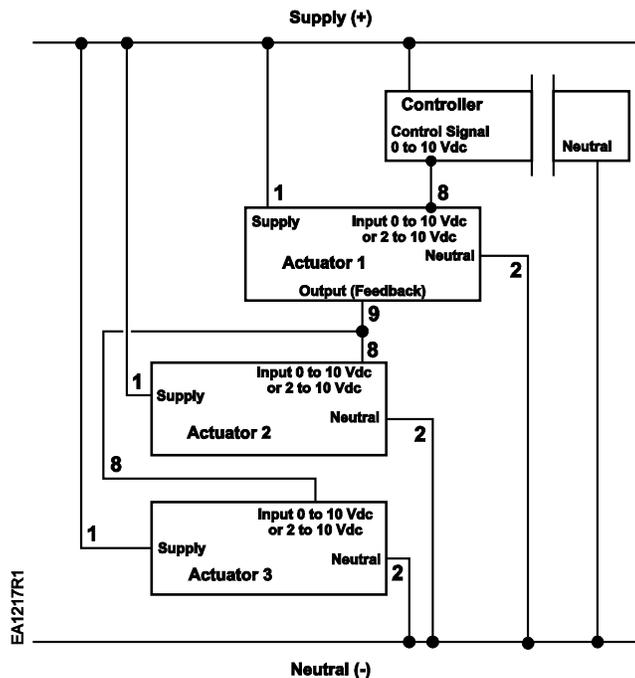 Supply (+)
Controller
Control Signal
0 to 10 Vdc
Neutral
1
8
Supply
Input 0 to 10 Vdc
or 2 to 10 Vdc
Neutral
Actuator 1
2
Output (Feedback)
9
8
Input 0 to 10 Vdc
or 2 to 10 Vdc
1
Supply
Neutral
Actuator 2
2
8
Input 0 to 10 Vdc
or 2 to 10 Vdc
1
Supply
Neutral
Actuator 3
2
EA1217R1
Neutral (-)